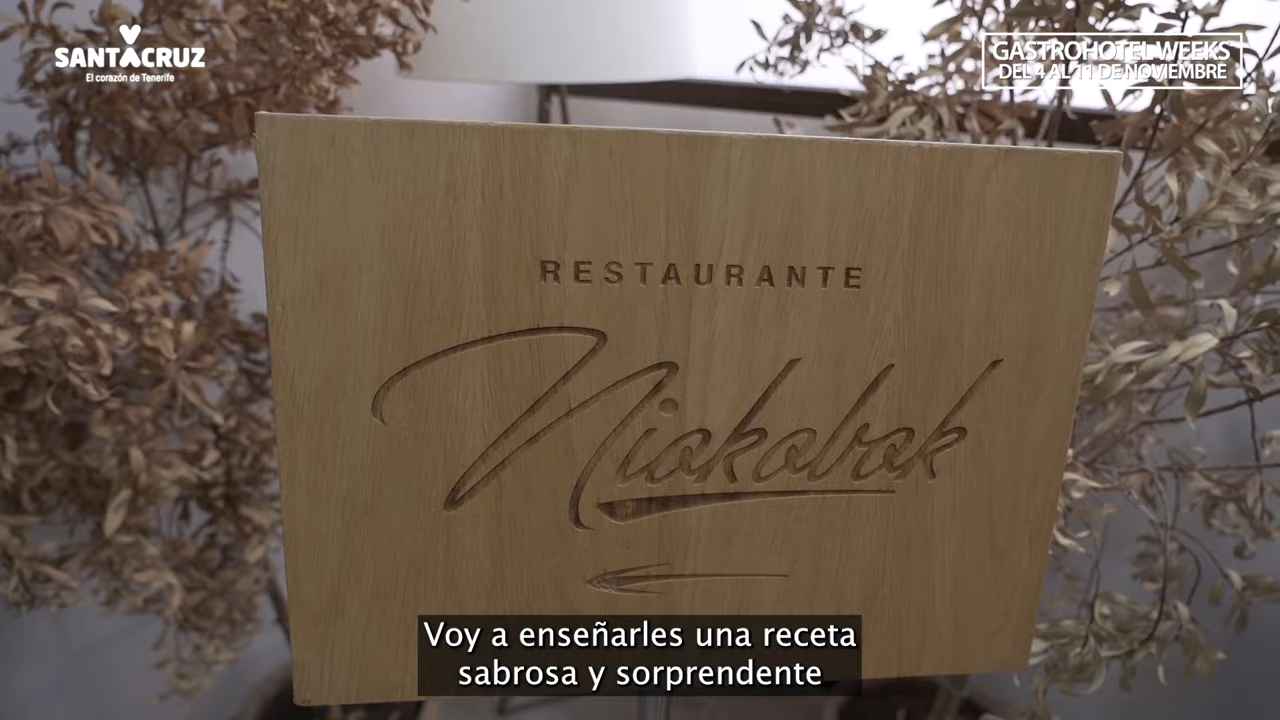 SANTACRUZ
El corazón de Tenerife
GASTROHOTEL WEEKS
DEL 4 AL 11 DE NOVIEMBRE
RESTAURANTE
Niakobok
Voy a enseñarles una receta
sabrosa y sorprendente